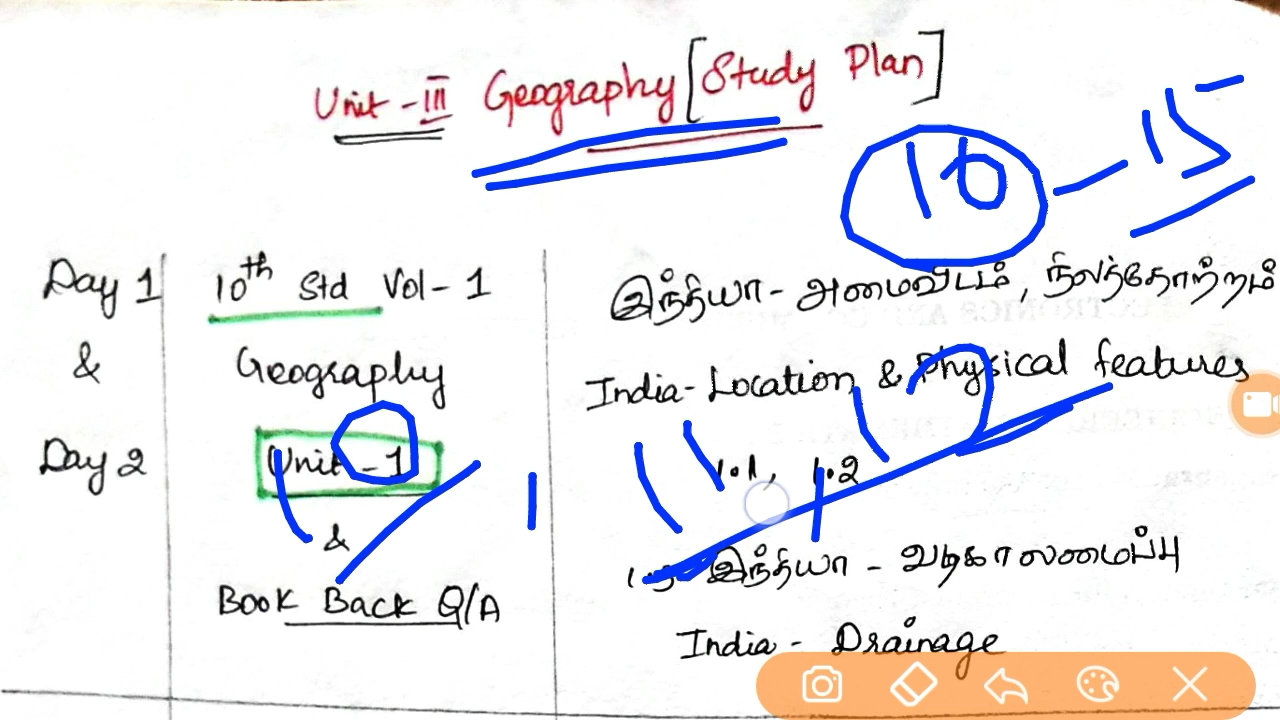 Unit - III Geography [Study Plan]
10 - 15
Day 1 10th Std Vol - 1 இந்தியா - அமைவிடம், நிலத்தோற்றம்
& Geography India - Location & Physical features
Day 2 Unit - 1 1.1, 1.2
&
இந்தியா - வடிகாலமைப்பு
Book Back Q/A
India - Drainage